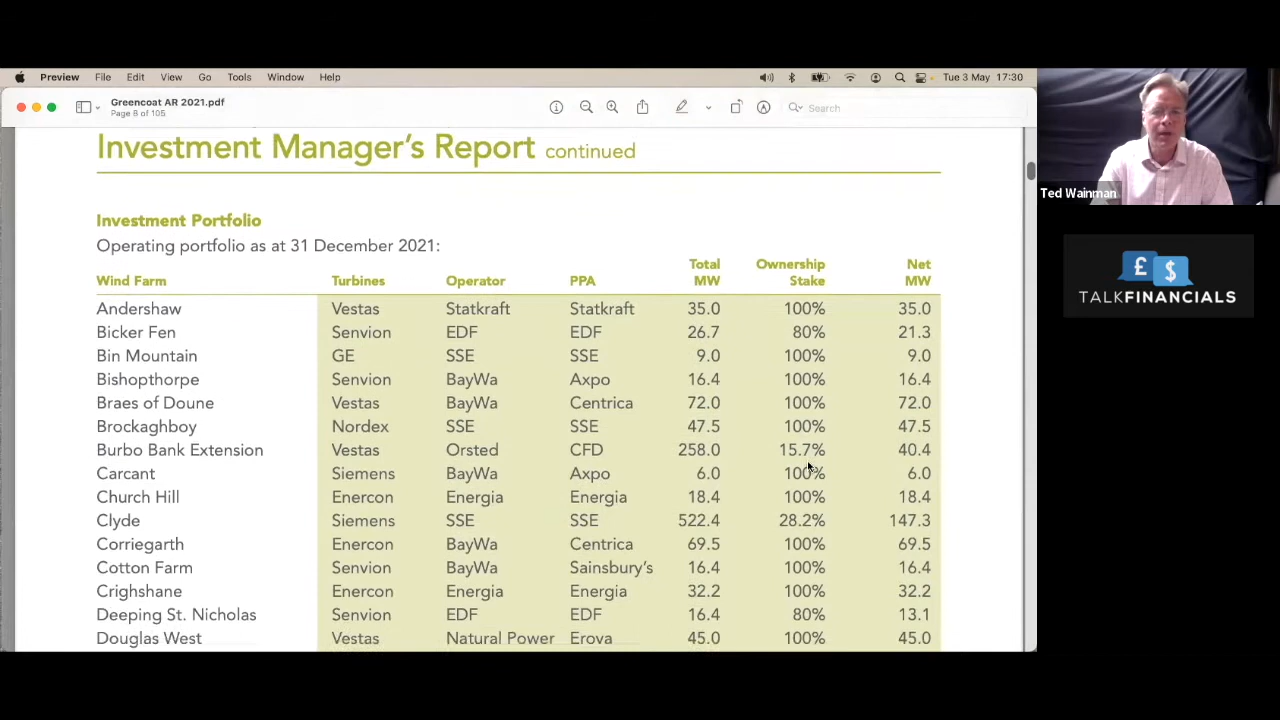 Preview File Edit View Go Tools Window Help Tue 3 May 17:30
Greencoat AR 2021.pdf
Page 8 of 105
Search
Investment Manager's Report continued
Investment Portfolio
Operating portfolio as at 31 December 2021:
Wind Farm Turbines Operator PPA Total MW Ownership Stake Net MW
Andershaw Vestas Statkraft Statkraft 35.0 100% 35.0
Bicker Fen Senvion EDF EDF 26.7 80% 21.3
Bin Mountain GE SSE SSE 9.0 100% 9.0
Bishopthorpe Senvion BayWa Axpo 16.4 100% 16.4
Braes of Doune Vestas BayWa Centrica 72.0 100% 72.0
Brockaghboy Nordex SSE SSE 47.5 100% 47.5
Burbo Bank Extension Vestas Orsted CFD 258.0 15.7% 40.4
Carcant Siemens BayWa Axpo 6.0 100% 6.0
Church Hill Enercon Energia Energia 18.4 100% 18.4
Clyde Siemens SSE SSE 522.4 28.2% 147.3
Corriegarth Enercon BayWa Centrica 69.5 100% 69.5
Cotton Farm Senvion BayWa Sainsbury's 16.4 100% 16.4
Crighshane Enercon Energia Energia 32.2 100% 32.2
Deeping St. Nicholas Senvion EDF EDF 16.4 80% 13.1
Douglas West Vestas Natural Power Erova 45.0 100% 45.0
Ted Wainman
£ $
TALKFINANCIALS